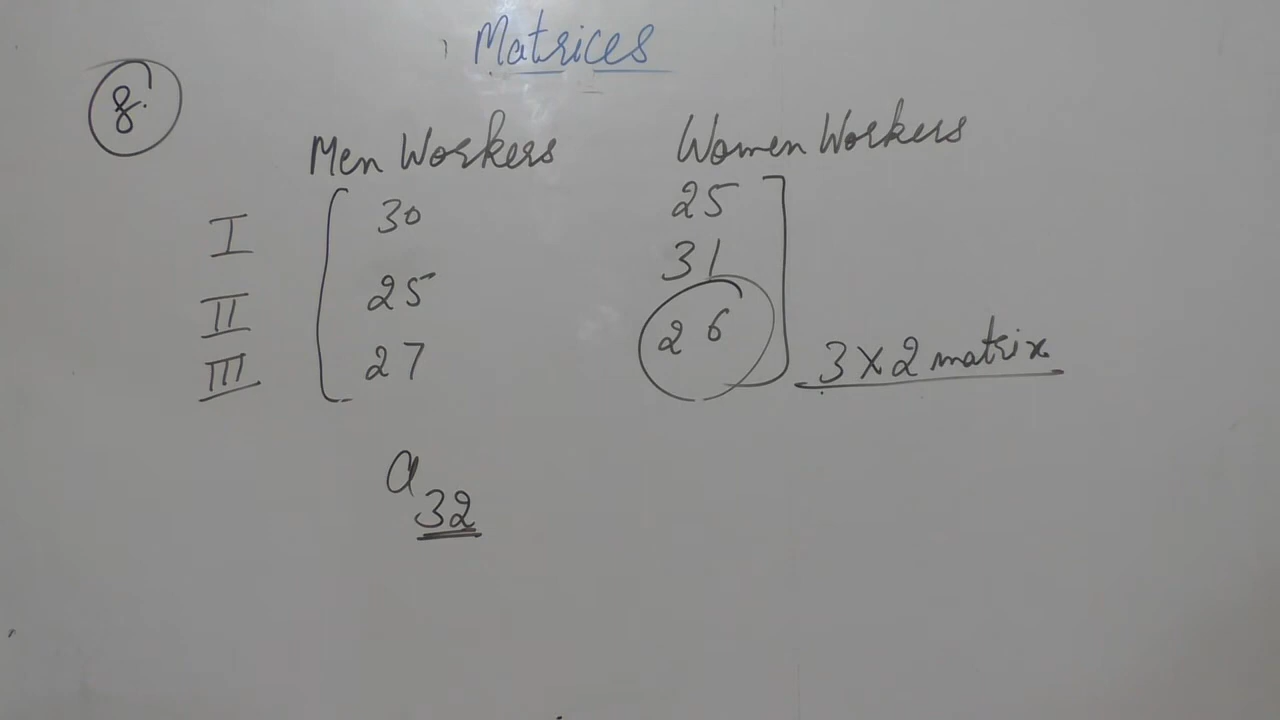 Matrices
8.
Men Workers Women Workers
I 30 25
II 25 31
III 27 26
3 X 2 matrix
a32